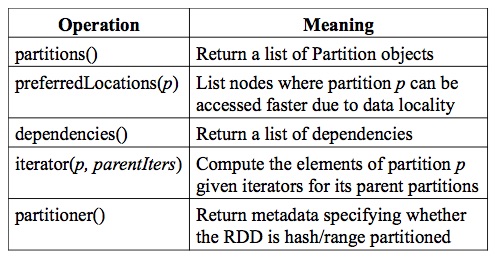 Operation Meaning
partitions() Return a list of Partition objects
preferredLocations(p) List nodes where partition p can be
accessed faster due to data locality
dependencies() Return a list of dependencies
iterator(p, parentIters) Compute the elements of partition p
given iterators for its parent partitions
partitioner() Return metadata specifying whether
the RDD is hash/range partitioned